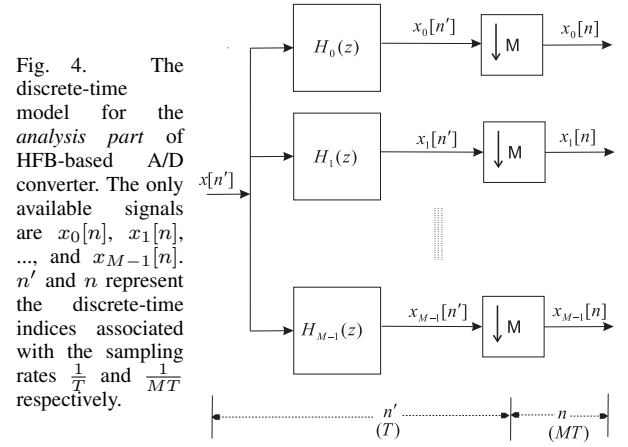 Fig. 4. The
discrete-time
model for the
analysis part of
HFB-based A/D
converter. The only
available signals
are x_0[n], x_1[n],
..., and x_{M−1}[n].
n′ and n represent
the discrete-time
indices associated
with the sampling
rates \frac{1}{T} and \frac{1}{MT}
respectively.
x[n′]
H_0(z)
x_0[n′]
↓ M
x_0[n]
H_1(z)
x_1[n′]
↓ M
x_1[n]
H_{M−1}(z)
x_{M−1}[n′]
↓ M
x_{M−1}[n]
n′
(T)
n
(MT)